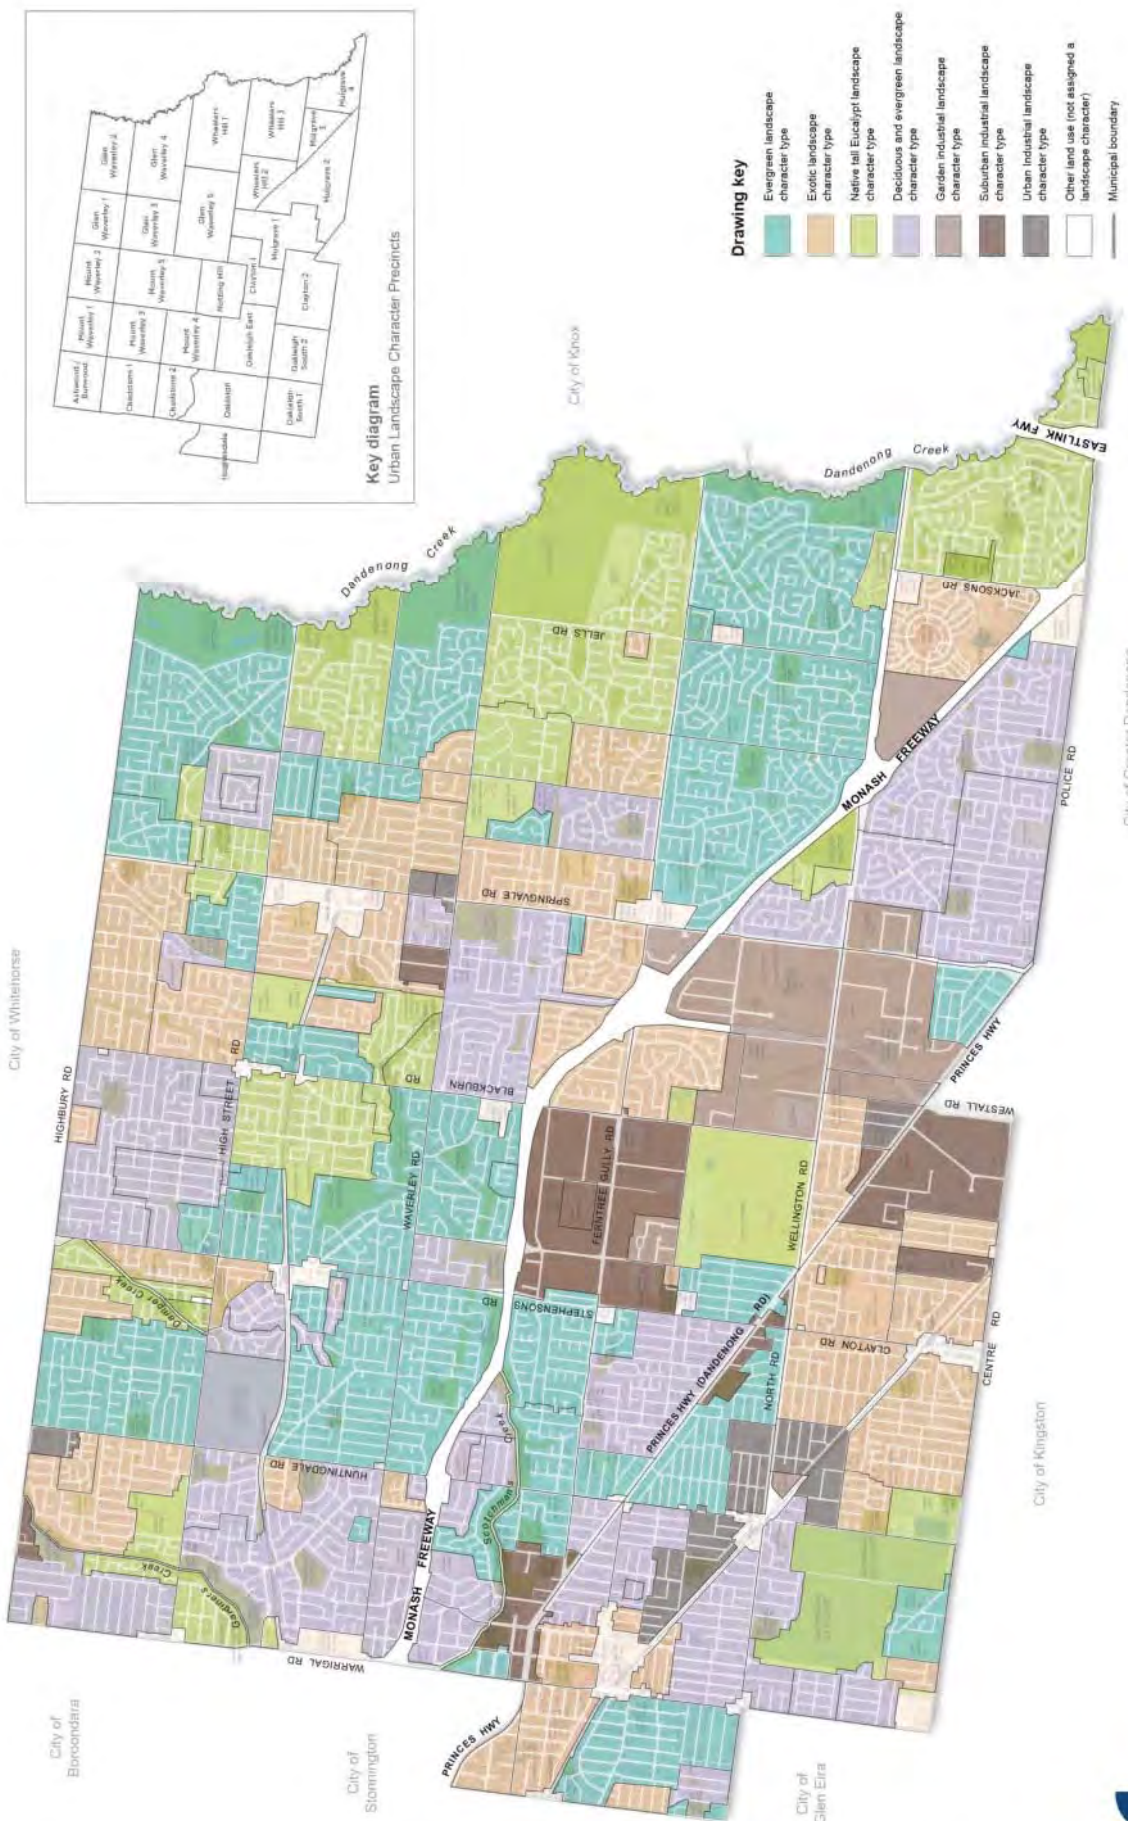 Key diagram
Urban Landscape Character Precincts
Ashwood / Burwood
Mount Waverley 1
Mount Waverley 2
Glen Waverley 1
Glen Waverley 2
Chadstone 1
Mount Waverley 3
Mount Waverley 5
Glen Waverley 3
Glen Waverley 4
Chadstone 2
Mount Waverley 4
Notting Hill
Glen Waverley 5
Wheelers Hill 1
Hughesdale
Oakleigh
Oakleigh East
Clayton 1
Mulgrave 1
Wheelers Hill 2
Wheelers Hill 3
Oakleigh South 1
Oakleigh South 2
Clayton 2
Mulgrave 2
Mulgrave 3
Mulgrave 4
Drawing key
Evergreen landscape
character type
Exotic landscape
character type
Native tall Eucalypt landscape
character type
Deciduous and evergreen landscape
character type
Garden industrial landscape
character type
Suburban industrial landscape
character type
Urban Industrial landscape
character type
Other land use (not assigned a
landscape character)
Municipal boundary
City of Whitehorse
City of Knox
City of
Boroondara
City of
Stonnington
City of
Glen Eira
City of Kingston
City of Greater Dandenong
HIGHBURY RD
HIGH STREET
RD
WAVERLEY RD
BLACKBURN
RD
SPRINGVALE RD
JELLS RD
Dandenong
Creek
Dandenong
Creek
EASTLINK FWY
JACKSONS RD
MONASH
FREEWAY
POLICE RD
FERNTREE GULLY RD
WELLINGTON RD
PRINCES HWY
WESTALL RD
STEPHENSONS
RD
PRINCES HWY (DANDENONG RD)
NORTH RD
CLAYTON RD
CENTRE RD
HUNTINGDALE RD
Damper Creek
Gardiners
Creek
Scotchman's
Creek
WARRIGAL RD
MONASH
FREEWAY
PRINCES HWY